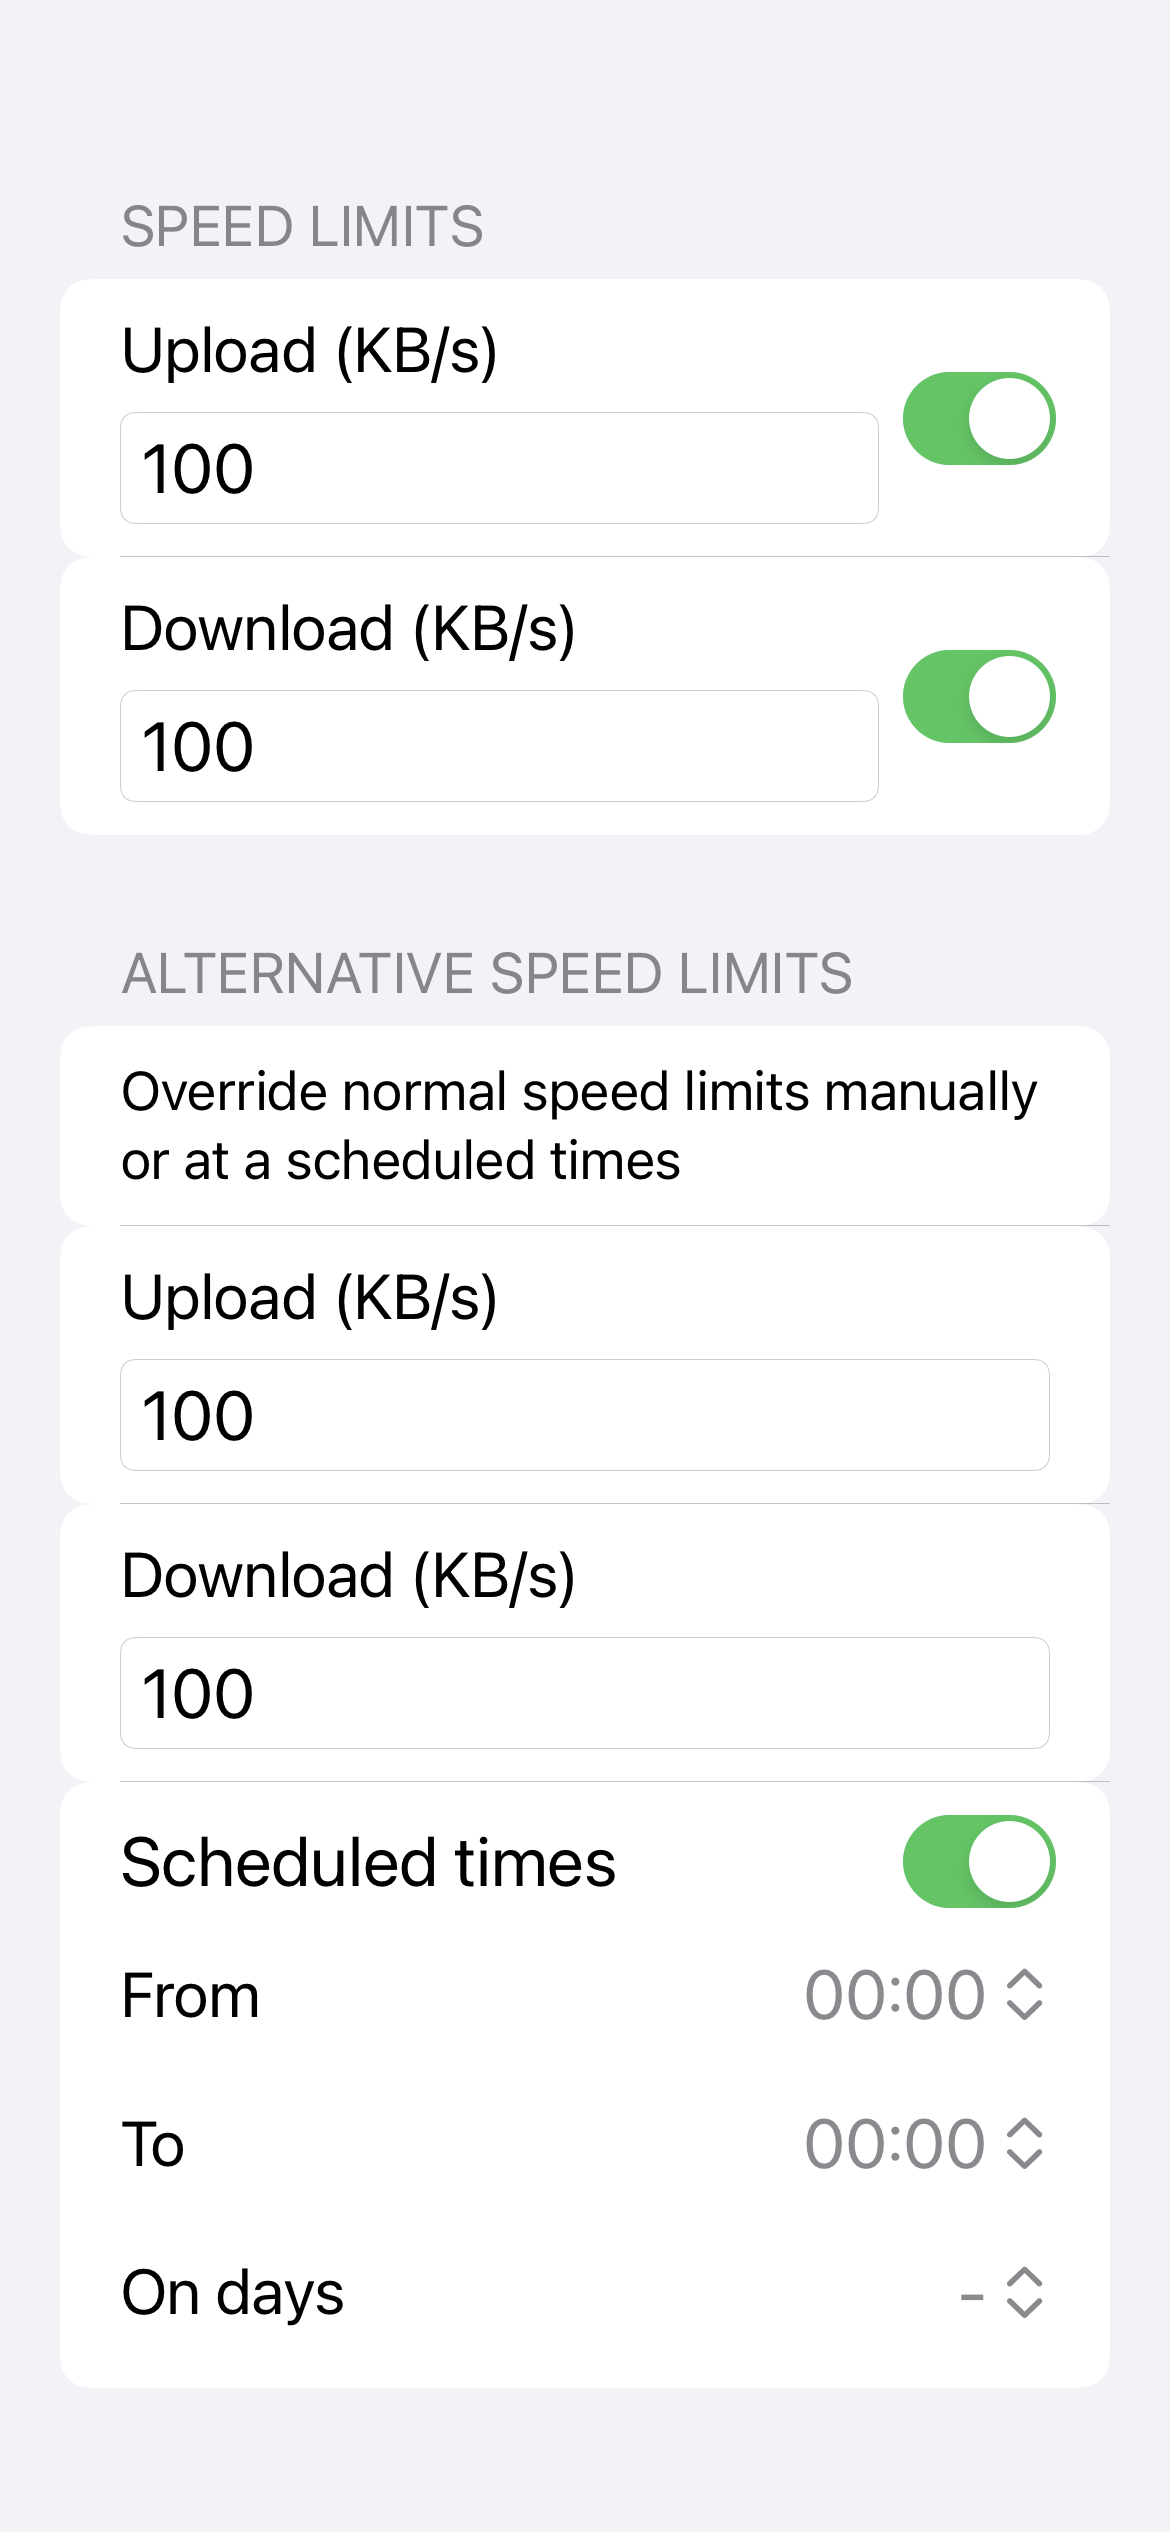 SPEED LIMITS
Upload (KB/s)
100
Download (KB/s)
100
ALTERNATIVE SPEED LIMITS
Override normal speed limits manually
or at a scheduled times
Upload (KB/s)
100
Download (KB/s)
100
Scheduled times
From 00:00
To 00:00
On days -